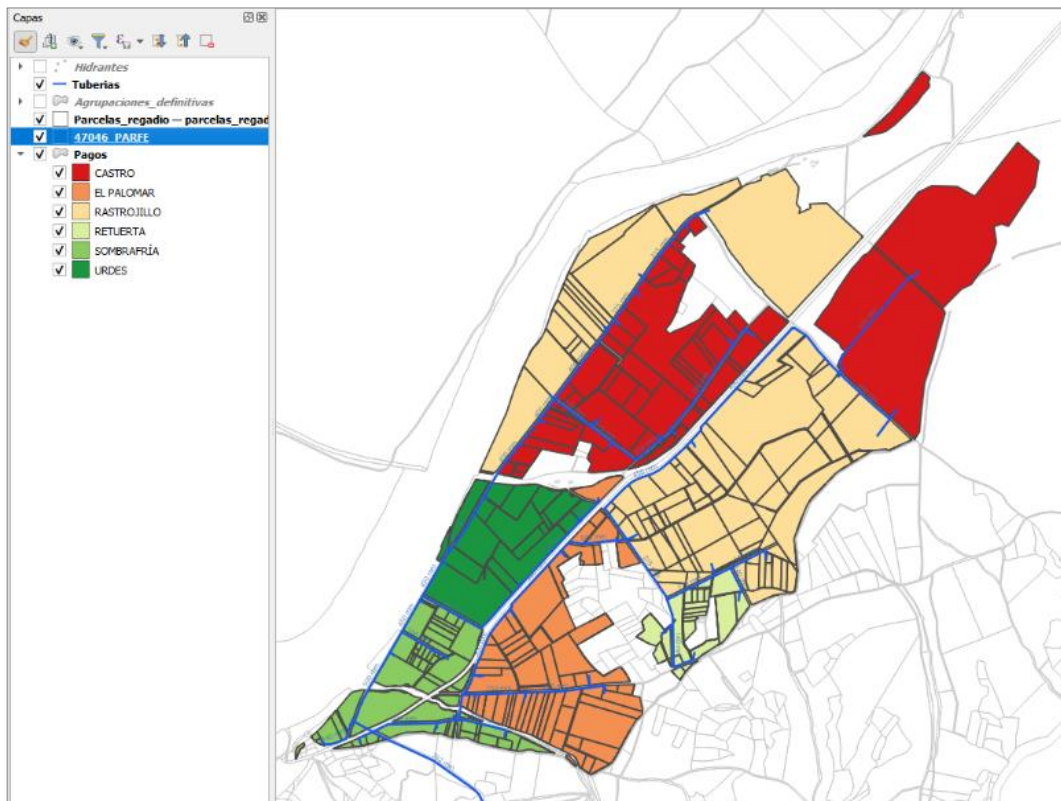 Capas
Hidrantes
Tuberias
Agrupaciones_definitivas
Parcelas_regadio — parcelas_regad
47046_PARFE
Pagos
CASTRO
EL PALOMAR
RASTROJILLO
RETUERTA
SOMBRAFRÍA
URDES